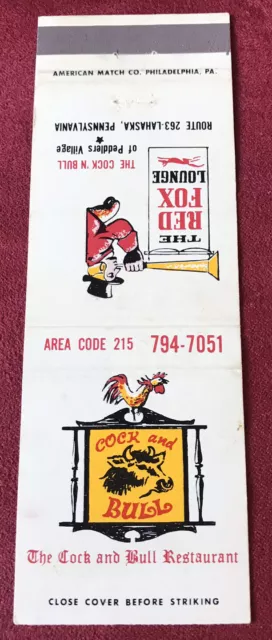 AMERICAN MATCH CO. PHILADELPHIA, PA.
THE
RED
FOX
LOUNGE
THE COCK 'N BULL
of Peddlers Village
ROUTE 263-LAHASKA, PENNSYLVANIA
AREA CODE 215 794-7051
COCK and
BULL
The Cock and Bull Restaurant
CLOSE COVER BEFORE STRIKING